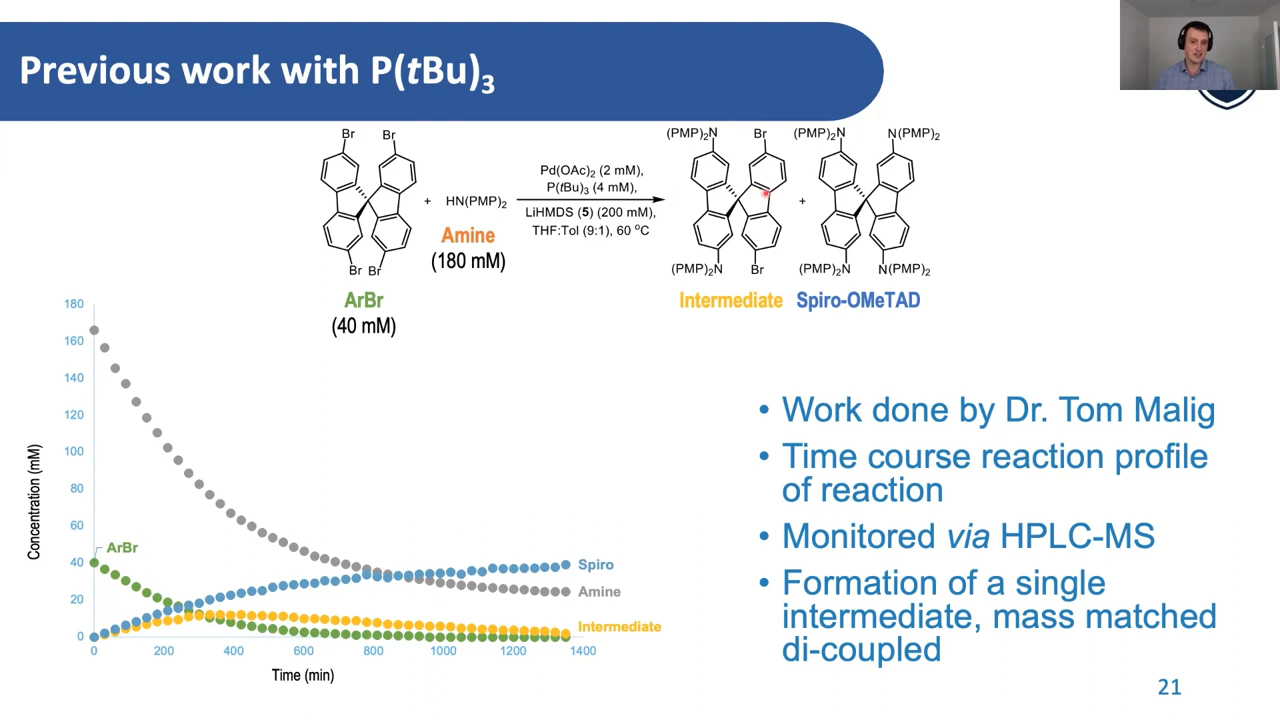 Previous work with P(tBu)3
Br Br
Br Br
+ HN(PMP)2
Amine
(180 mM)
ArBr
(40 mM)
Pd(OAc)2 (2 mM),
P(tBu)3 (4 mM),
LiHMDS (5) (200 mM),
THF:Tol (9:1), 60 °C
(PMP)2N Br
(PMP)2N Br
Intermediate
+
(PMP)2N N(PMP)2
(PMP)2N N(PMP)2
Spiro-OMeTAD
Concentration (mM)
180
160
140
120
100
80
60
40
20
0
ArBr
Spiro
Amine
Intermediate
0 200 400 600 800 1000 1200 1400
Time (min)
• Work done by Dr. Tom Malig
• Time course reaction profile
of reaction
• Monitored via HPLC-MS
• Formation of a single
intermediate, mass matched
di-coupled
21